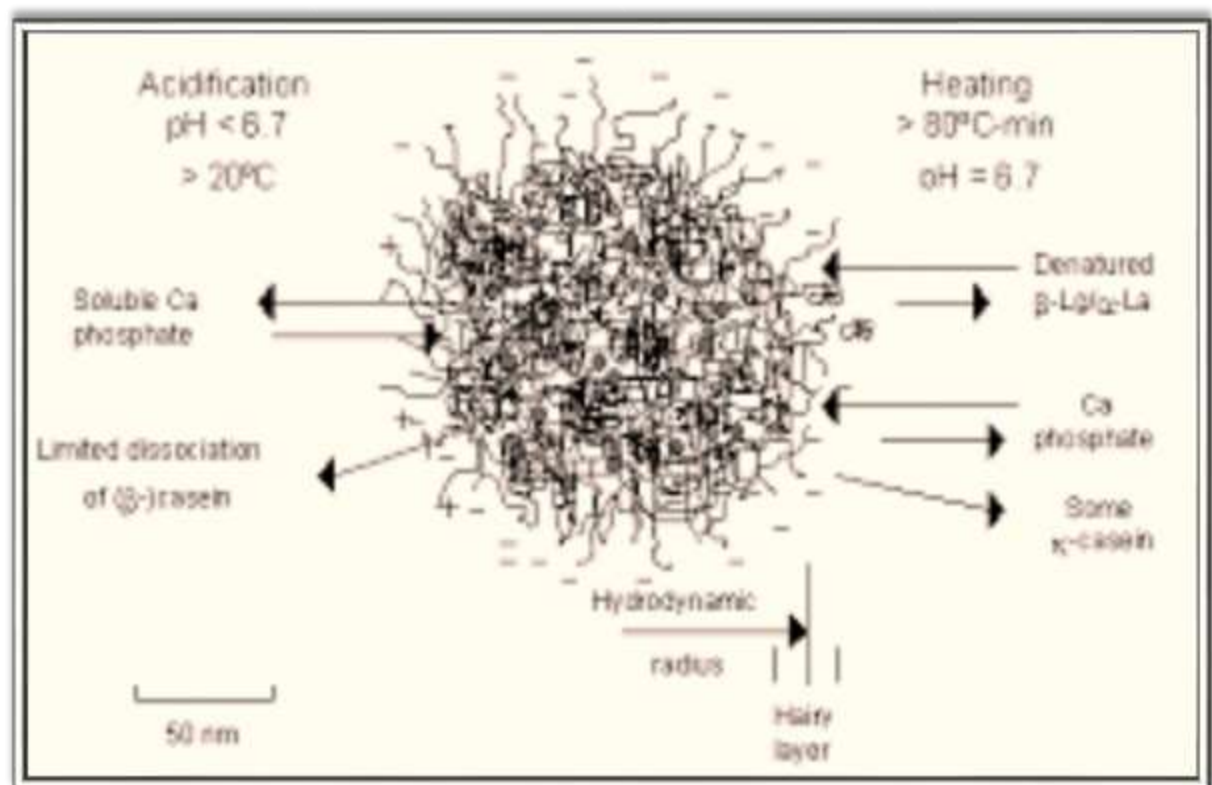 Acidification
pH < 6.7
> 20ºC
Heating
> 80ºC-min
pH = 6.7
Soluble Ca
phosphate
Limited dissociation
of (β-) casein
Denatured
β-Lg/α-La
Ca
phosphate
Some
κ-casein
Hydrodynamic
radius
Hairy
layer
50 nm